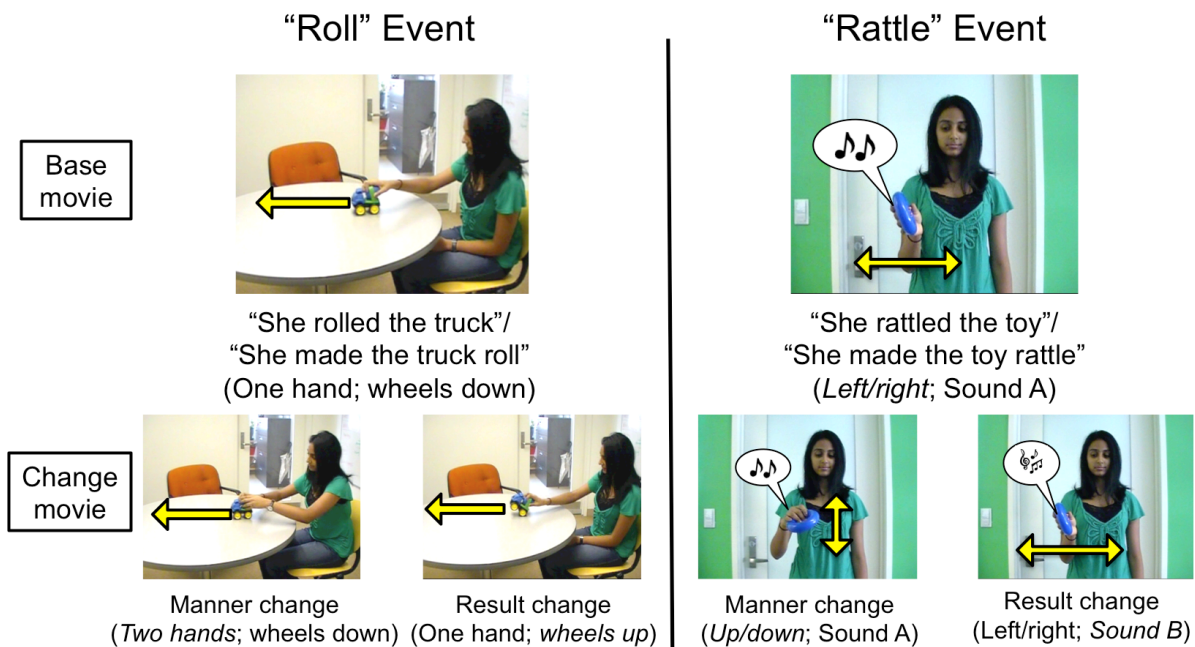 “Roll” Event
“Rattle” Event
Base
movie
“She rolled the truck”/
“She made the truck roll”
(One hand; wheels down)
“She rattled the toy”/
“She made the toy rattle”
(Left/right; Sound A)
Change
movie
Manner change
(Two hands; wheels down)
Result change
(One hand; wheels up)
Manner change
(Up/down; Sound A)
Result change
(Left/right; Sound B)